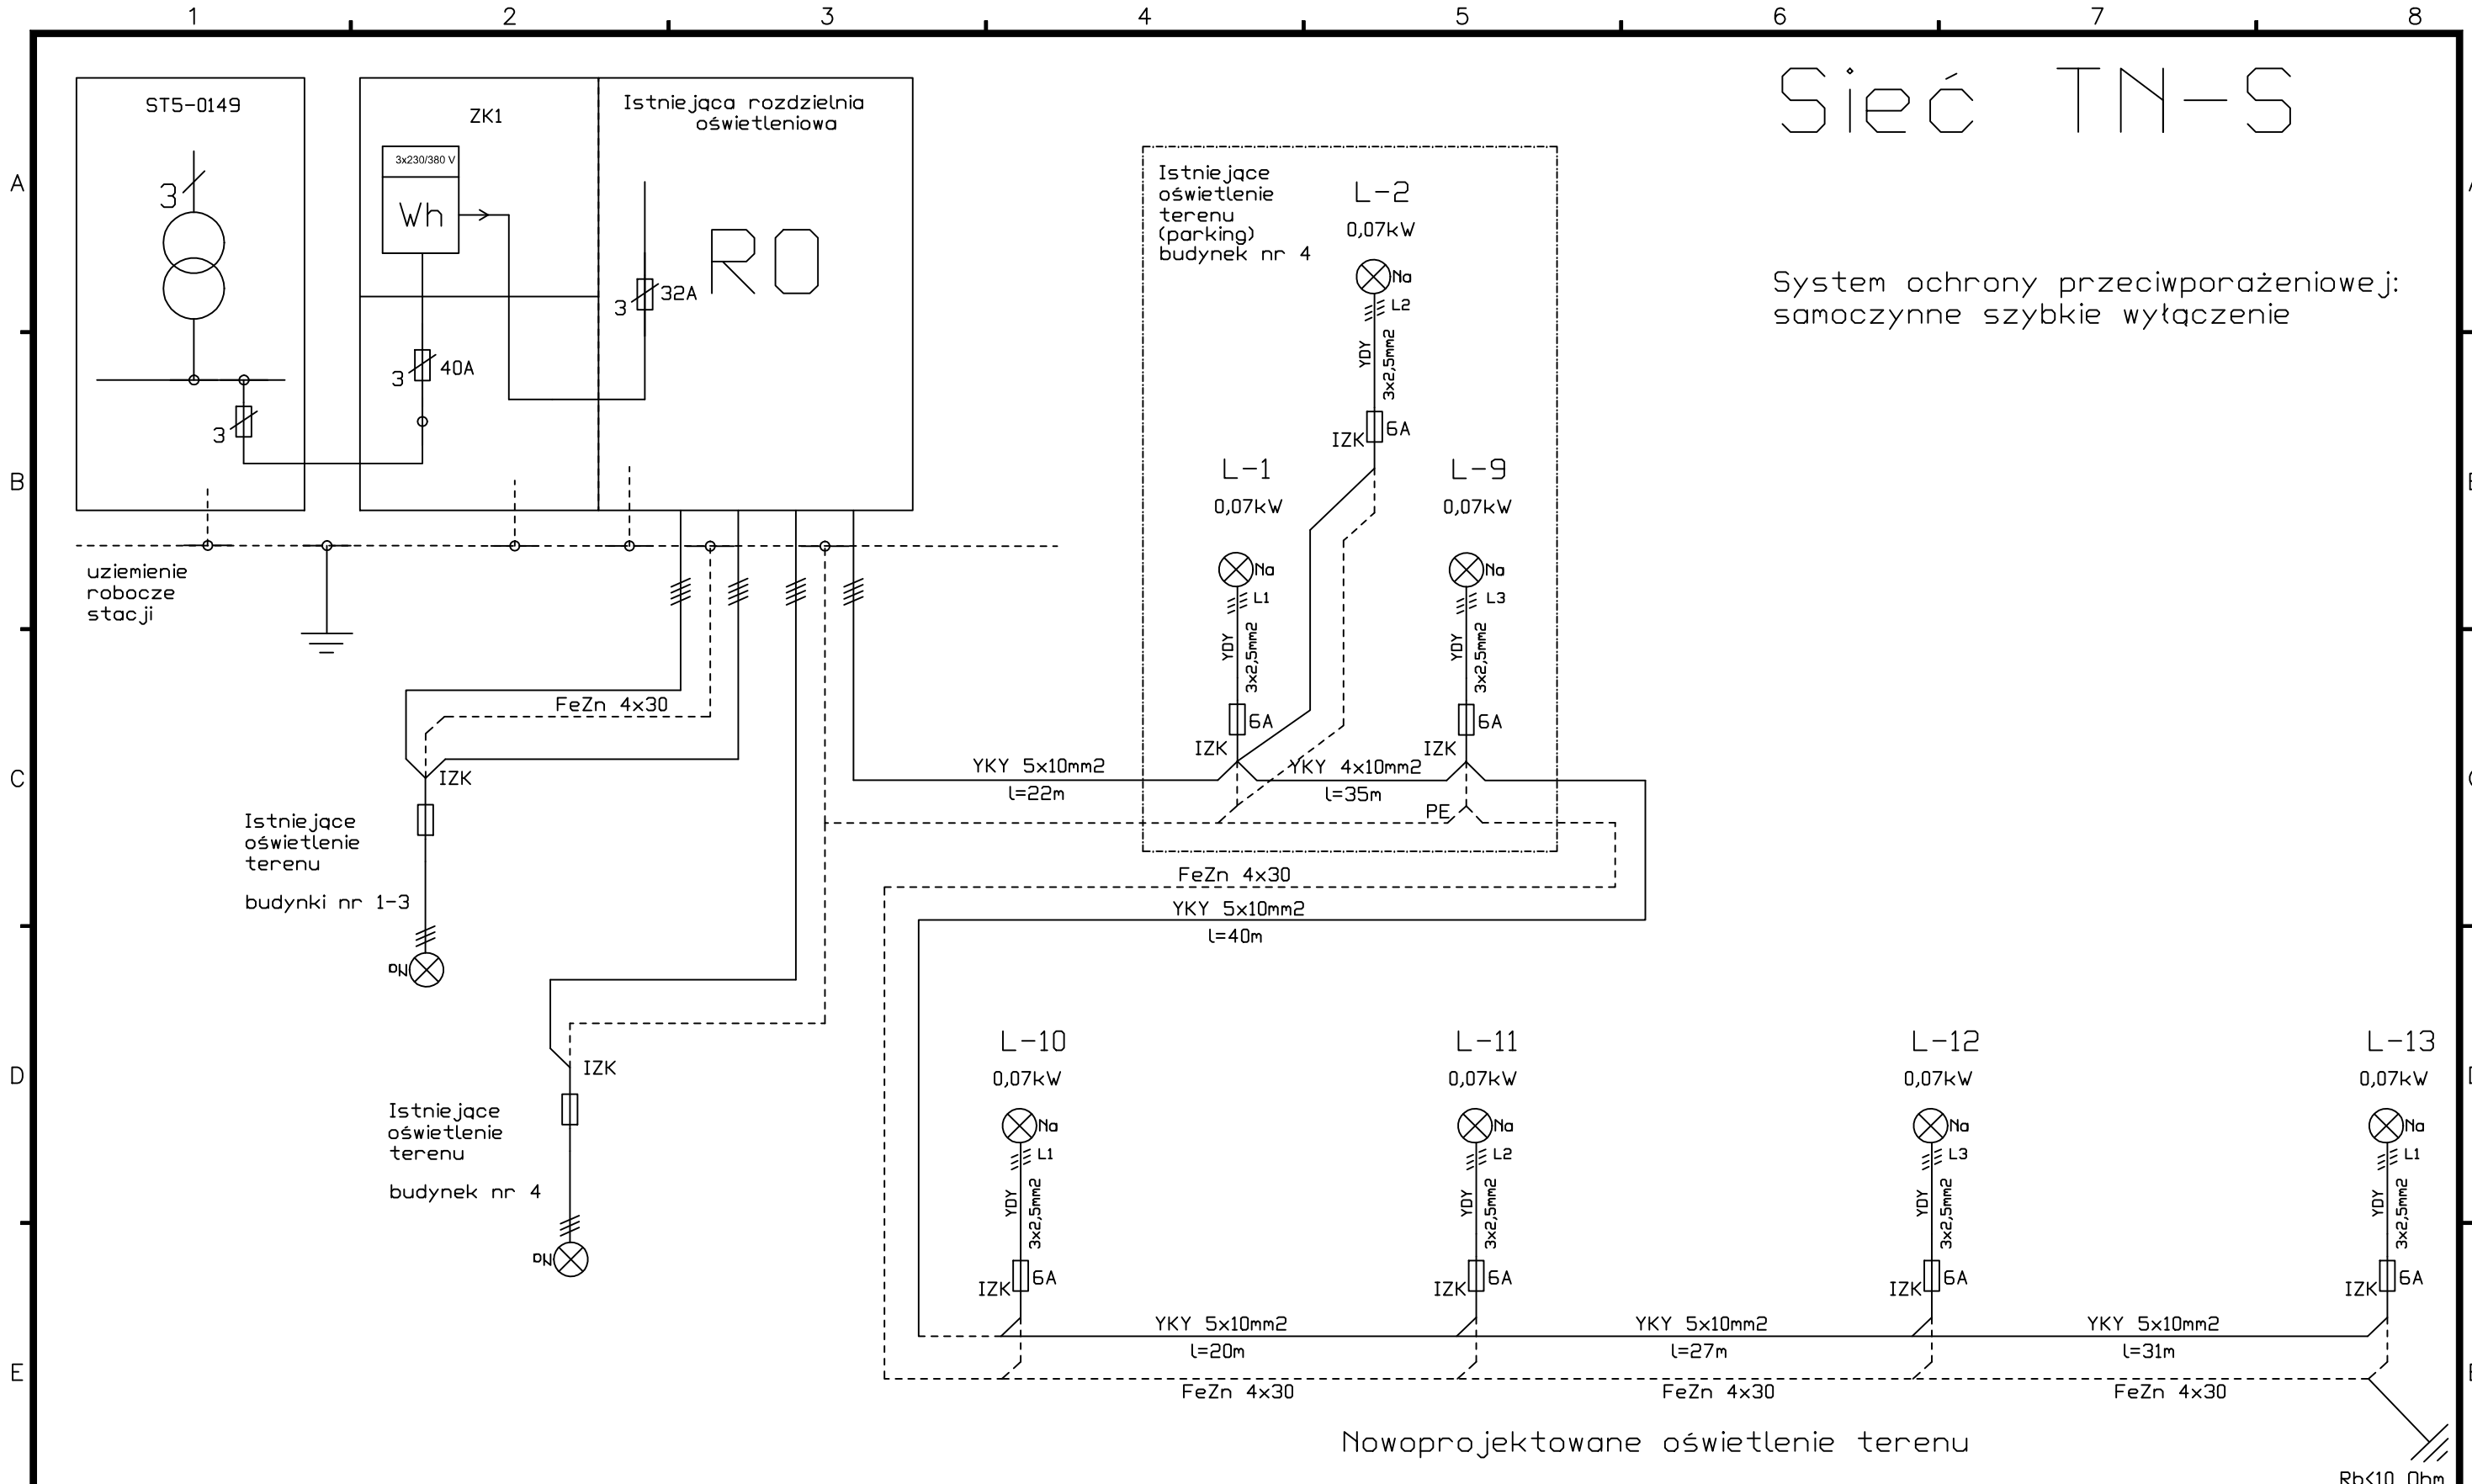 1 2 3 4 5 6 7 8
Sieć TN-S
System ochrony przeciwporażeniowej:
samoczynne szybkie wyłączenie
A
B
C
D
E
ST5-0149
3
3
ZK1
3x230/380 V
Wh
3
40A
Istniejąca rozdzielnia
oświetleniowa
RO
3
32A
uziemienie
robocze
stacji
FeZn 4x30
IZK
Istniejące
oświetlenie
terenu
budynki nr 1-3
Na
IZK
Istniejące
oświetlenie
terenu
budynek nr 4
Na
Istniejące
oświetlenie
terenu
(parking)
budynek nr 4
L-2
0,07kW
Na
L2
YDY
3x2,5mm2
IZK
6A
L-1
0,07kW
Na
L1
YDY
3x2,5mm2
6A
IZK
L-9
0,07kW
Na
L3
YDY
3x2,5mm2
6A
IZK
YKY 5x10mm2
l=22m
YKY 4x10mm2
l=35m
PE
FeZn 4x30
YKY 5x10mm2
l=40m
L-10
0,07kW
Na
L1
YDY
3x2,5mm2
IZK
6A
L-11
0,07kW
Na
L2
YDY
3x2,5mm2
IZK
6A
L-12
0,07kW
Na
L3
YDY
3x2,5mm2
IZK
6A
L-13
0,07kW
Na
L1
YDY
3x2,5mm2
IZK
6A
YKY 5x10mm2
l=20m
YKY 5x10mm2
l=27m
YKY 5x10mm2
l=31m
FeZn 4x30
FeZn 4x30
FeZn 4x30
Nowoprojektowane oświetlenie terenu
Rb<10 Ohm